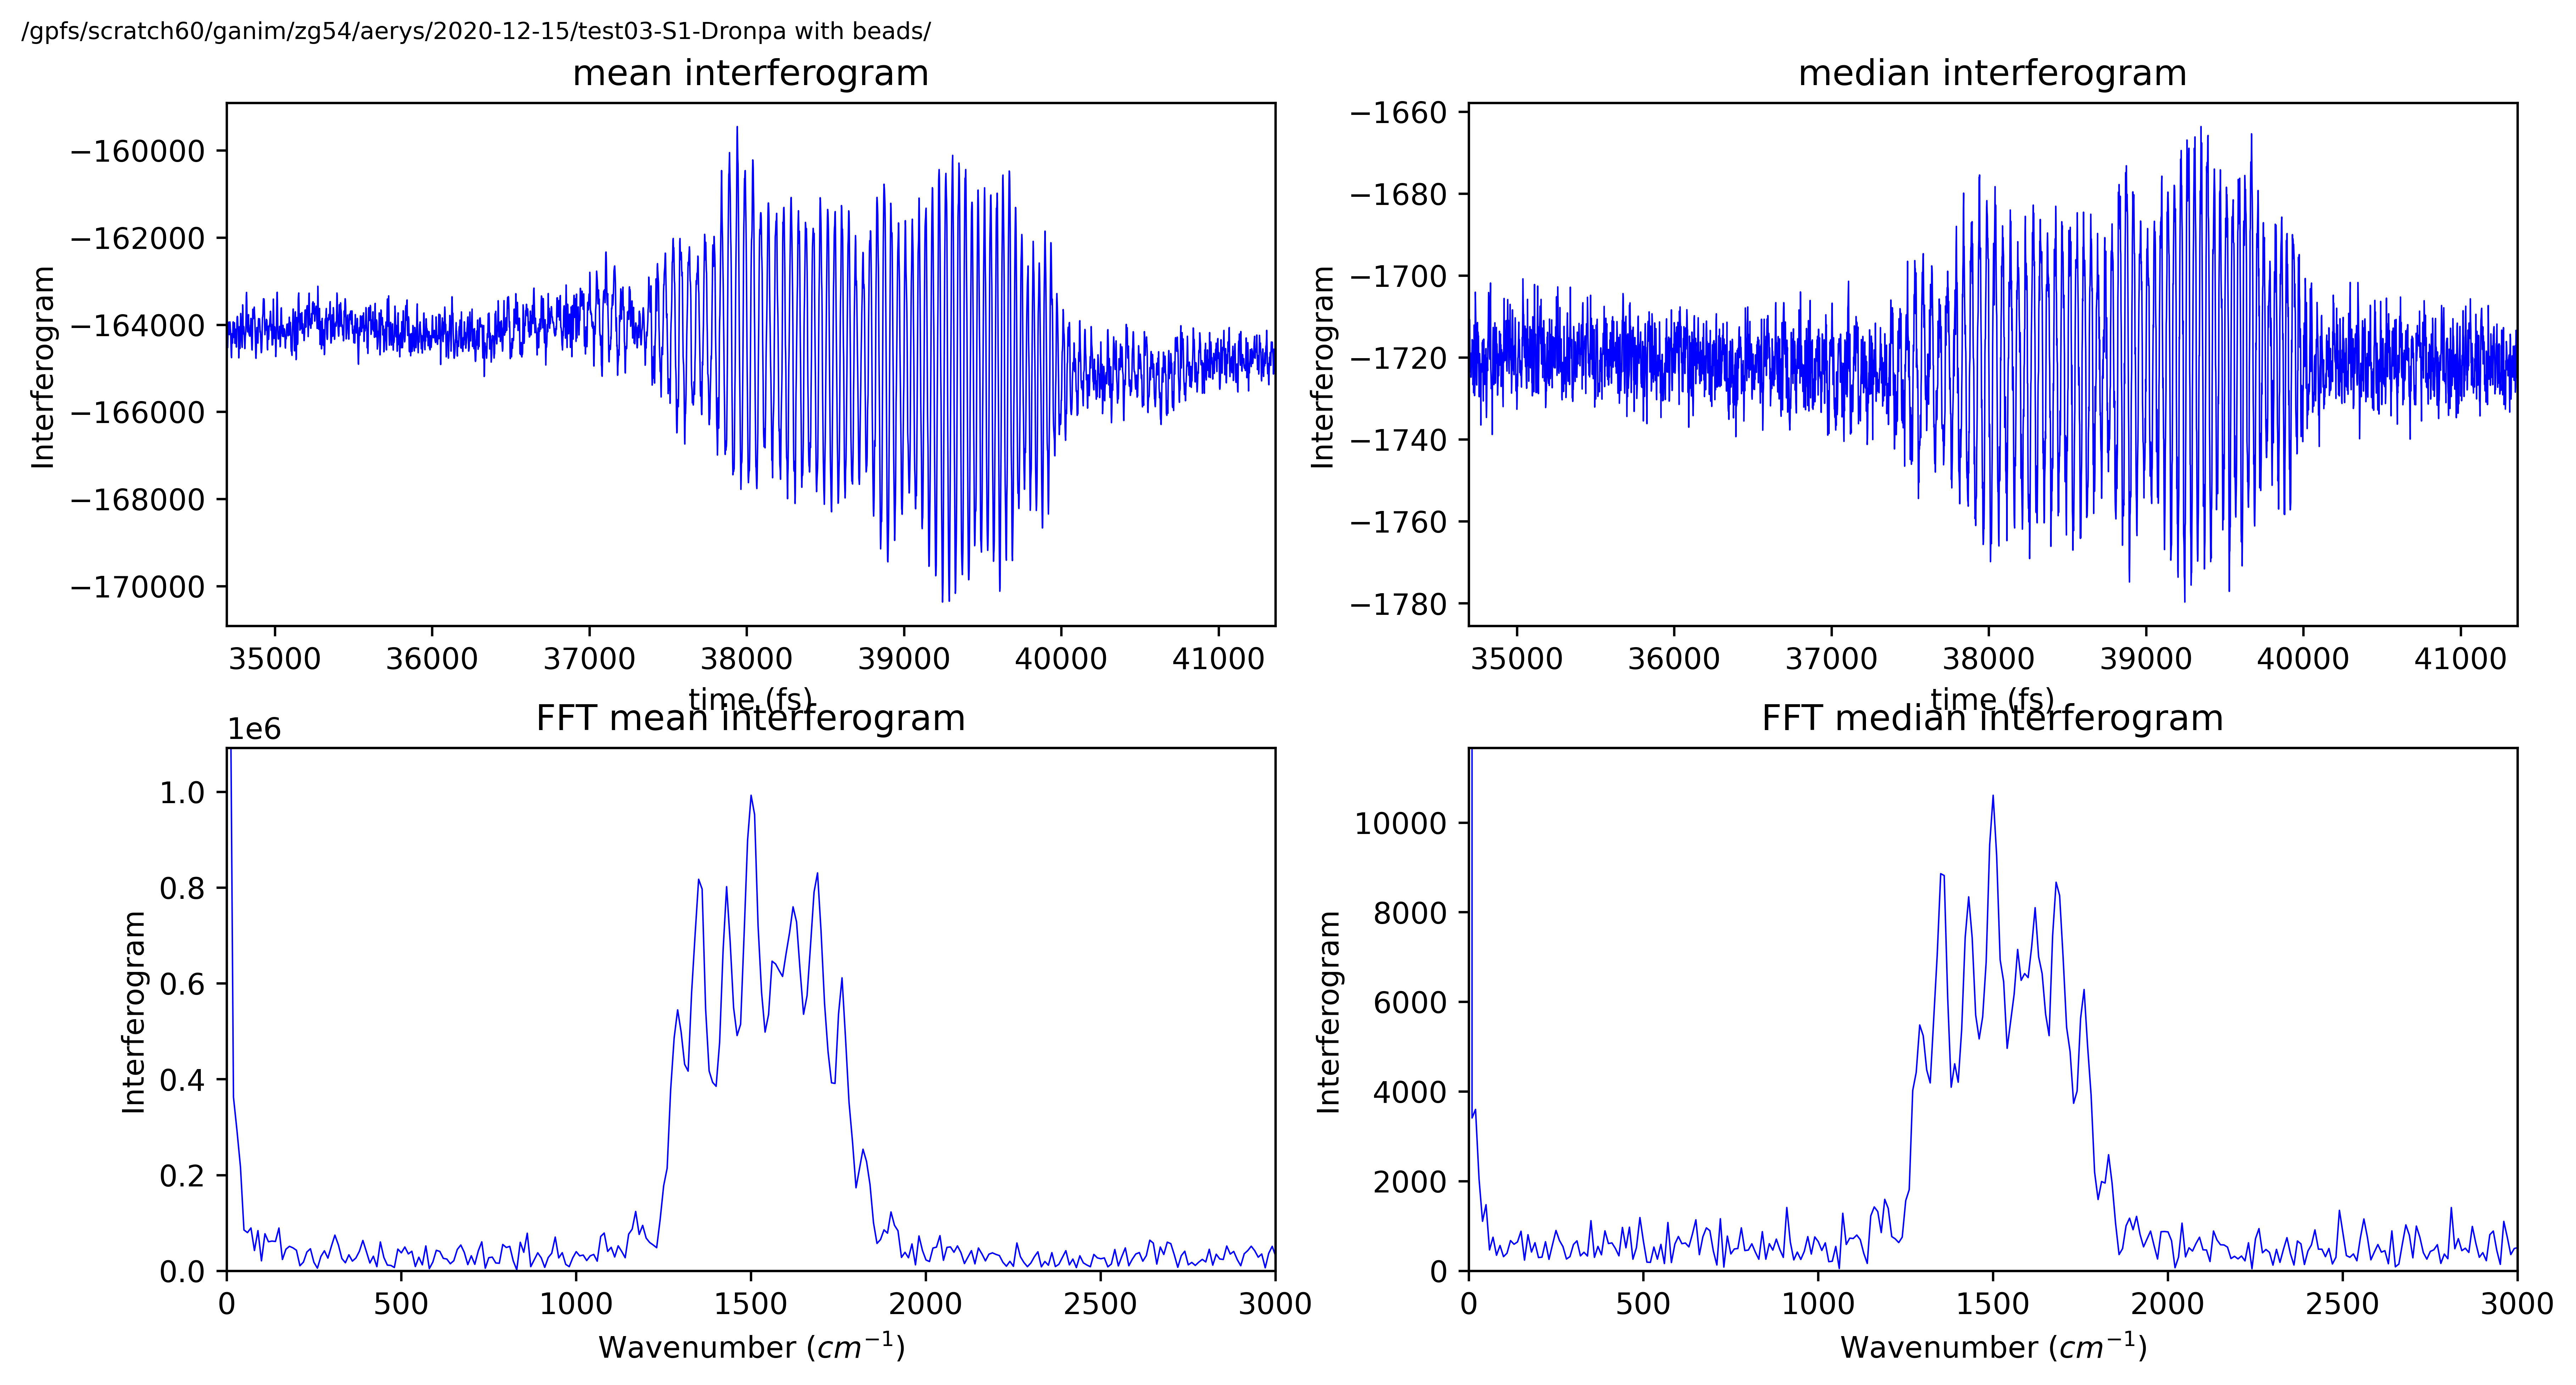 /gpfs/scratch60/ganim/zg54/aerys/2020-12-15/test03-S1-Dronpa with beads/
mean interferogram
Interferogram
−160000
−162000
−164000
−166000
−168000
−170000
35000 36000 37000 38000 39000 40000 41000
time (fs)
median interferogram
Interferogram
−1660
−1680
−1700
−1720
−1740
−1760
−1780
35000 36000 37000 38000 39000 40000 41000
time (fs)
FFT mean interferogram
1e6
Interferogram
1.0
0.8
0.6
0.4
0.2
0.0
0 500 1000 1500 2000 2500 3000
Wavenumber (cm⁻¹)
FFT median interferogram
Interferogram
10000
8000
6000
4000
2000
0
0 500 1000 1500 2000 2500 3000
Wavenumber (cm⁻¹)